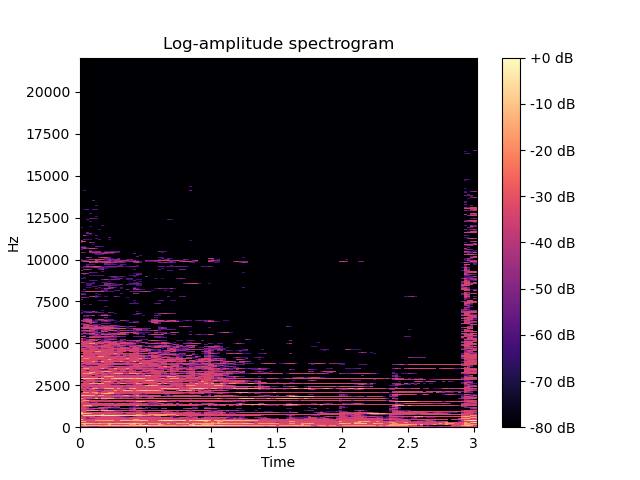 Log-amplitude spectrogram
Hz
20000
17500
15000
12500
10000
7500
5000
2500
0
0 0.5 1 1.5 2 2.5 3
Time
+0 dB
-10 dB
-20 dB
-30 dB
-40 dB
-50 dB
-60 dB
-70 dB
-80 dB